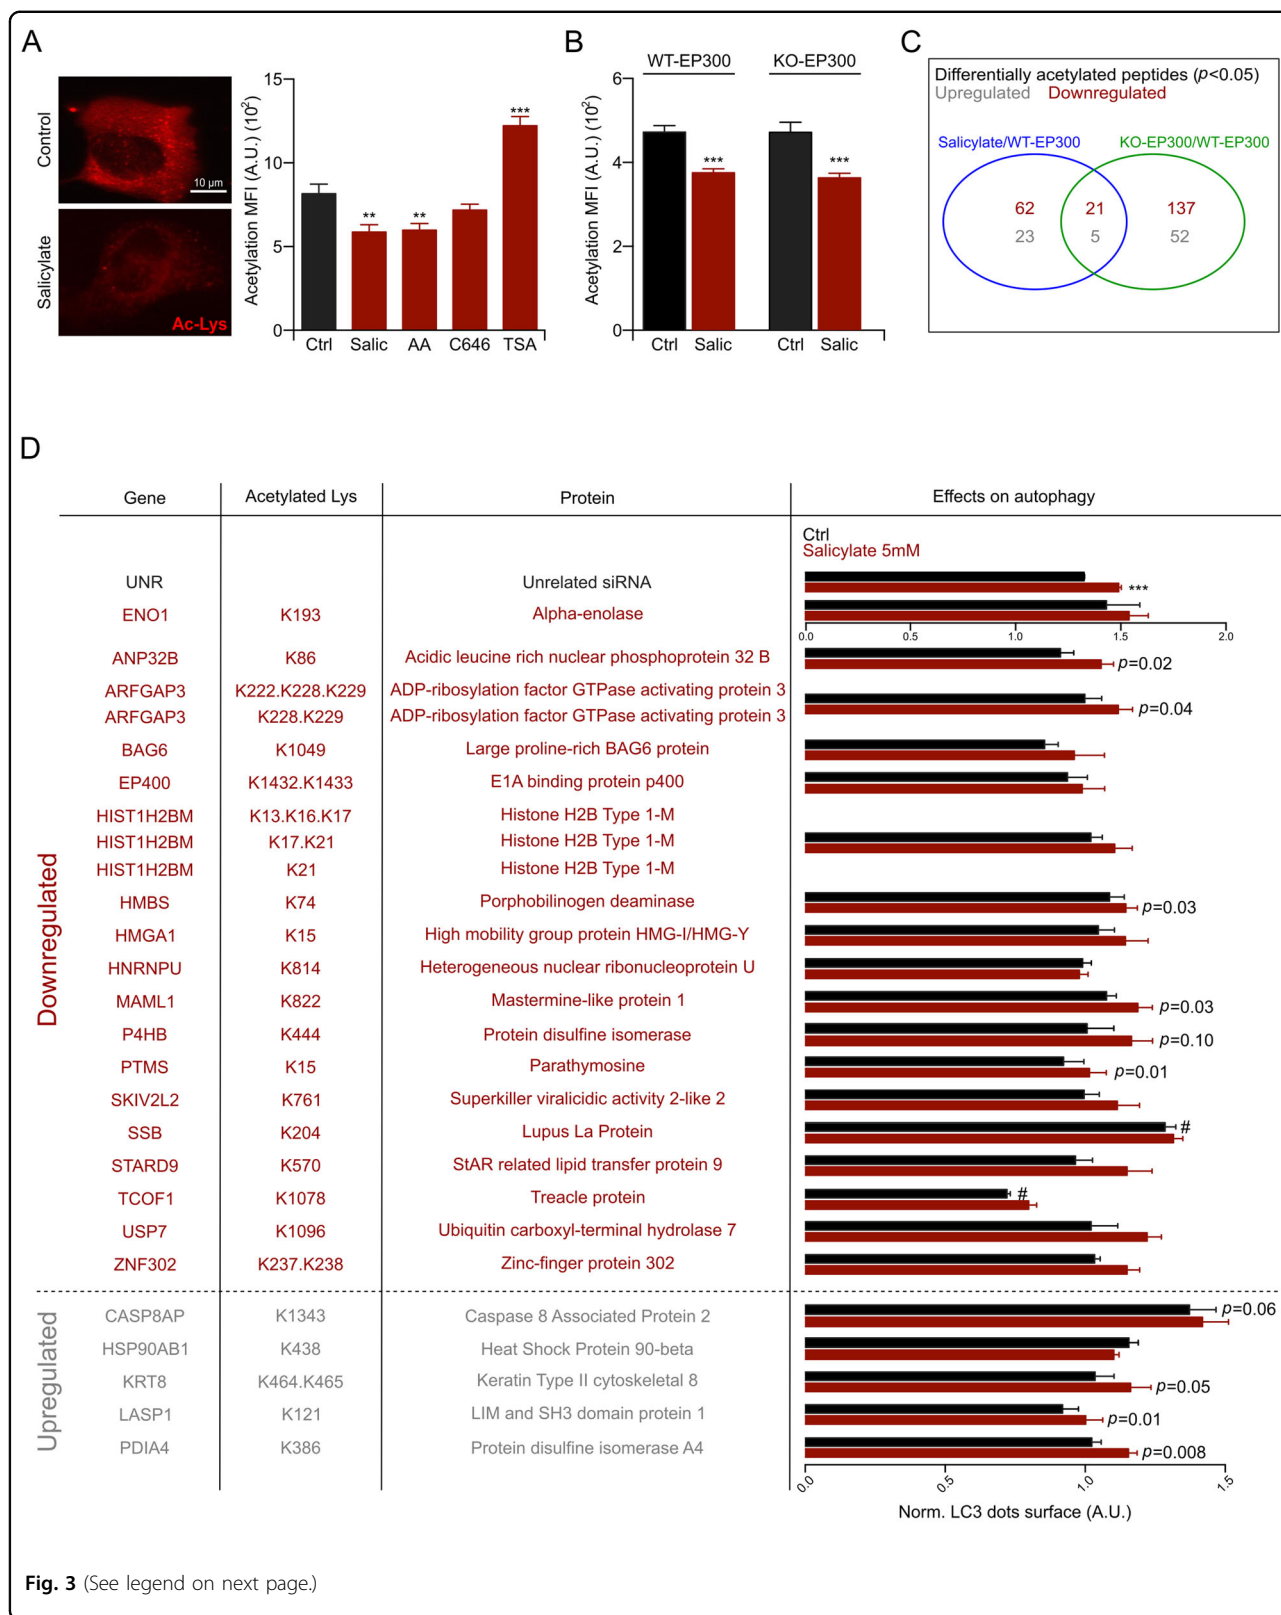 A
Control
Salicylate
10 µm
Ac-Lys
Acetylation MFI (A.U.) (10²)
15
10
5
0
**
**
***
Ctrl Salic AA C646 TSA
B
WT-EP300 KO-EP300
Acetylation MFI (A.U.) (10²)
6
4
2
0
***
***
Ctrl Salic Ctrl Salic
C
Differentially acetylated peptides (p<0.05)
Upregulated Downregulated
Salicylate/WT-EP300 KO-EP300/WT-EP300
62 21 137
23 5 52
D
Gene Acetylated Lys Protein Effects on autophagy
Ctrl
Salicylate 5mM
Downregulated
UNR Unrelated siRNA ***
ENO1 K193 Alpha-enolase
0.0 0.5 1.0 1.5 2.0
ANP32B K86 Acidic leucine rich nuclear phosphoprotein 32 B p=0.02
ARFGAP3 K222.K228.K229 ADP-ribosylation factor GTPase activating protein 3
p=0.04
ARFGAP3 K228.K229 ADP-ribosylation factor GTPase activating protein 3
BAG6 K1049 Large proline-rich BAG6 protein
EP400 K1432.K1433 E1A binding protein p400
HIST1H2BM K13.K16.K17 Histone H2B Type 1-M
HIST1H2BM K17.K21 Histone H2B Type 1-M
HIST1H2BM K21 Histone H2B Type 1-M
HMBS K74 Porphobilinogen deaminase p=0.03
HMGA1 K15 High mobility group protein HMG-I/HMG-Y
HNRNPU K814 Heterogeneous nuclear ribonucleoprotein U
MAML1 K822 Mastermine-like protein 1 p=0.03
P4HB K444 Protein disulfine isomerase p=0.10
PTMS K15 Parathymosine p=0.01
SKIV2L2 K761 Superkiller viralicidic activity 2-like 2
SSB K204 Lupus La Protein #
STARD9 K570 StAR related lipid transfer protein 9
TCOF1 K1078 Treacle protein #
USP7 K1096 Ubiquitin carboxyl-terminal hydrolase 7
ZNF302 K237.K238 Zinc-finger protein 302
Upregulated
CASP8AP K1343 Caspase 8 Associated Protein 2 p=0.06
HSP90AB1 K438 Heat Shock Protein 90-beta
KRT8 K464.K465 Keratin Type II cytoskeletal 8 p=0.05
LASP1 K121 LIM and SH3 domain protein 1 p=0.01
PDIA4 K386 Protein disulfine isomerase A4 p=0.008
0.0 0.5 1.0 1.5
Norm. LC3 dots surface (A.U.)
Fig. 3 (See legend on next page.)